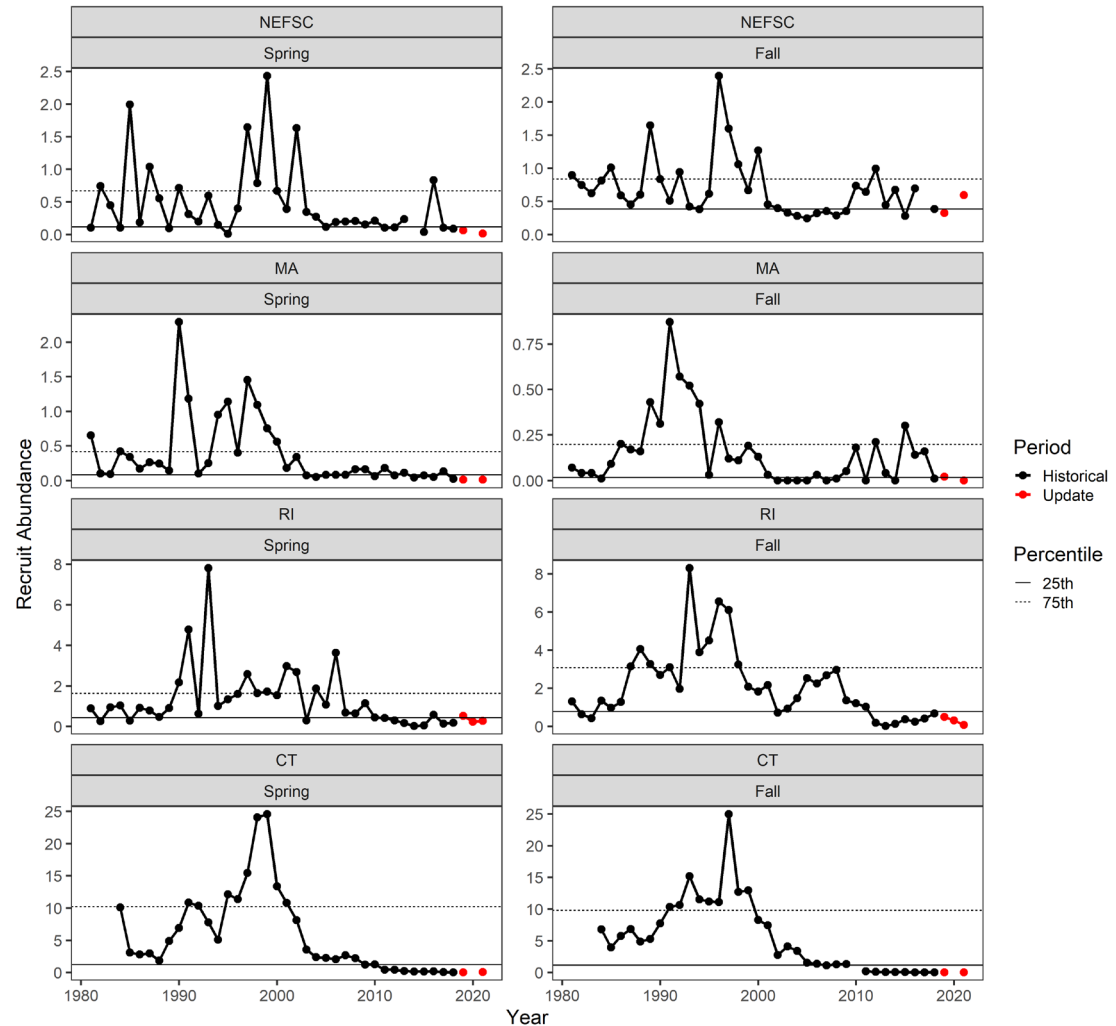 NEFSC
Spring
2.5
2.0
1.5
1.0
0.5
0.0
NEFSC
Fall
2.5
2.0
1.5
1.0
0.5
0.0
MA
Spring
2.0
1.5
1.0
0.5
0.0
MA
Fall
0.75
0.50
0.25
0.00
RI
Spring
8
6
4
2
0
RI
Fall
8
6
4
2
0
CT
Spring
25
20
15
10
5
0
1980 1990 2000 2010 2020
CT
Fall
25
20
15
10
5
0
1980 1990 2000 2010 2020
Recruit Abundance
Year
Period
Historical
Update
Percentile
25th
75th